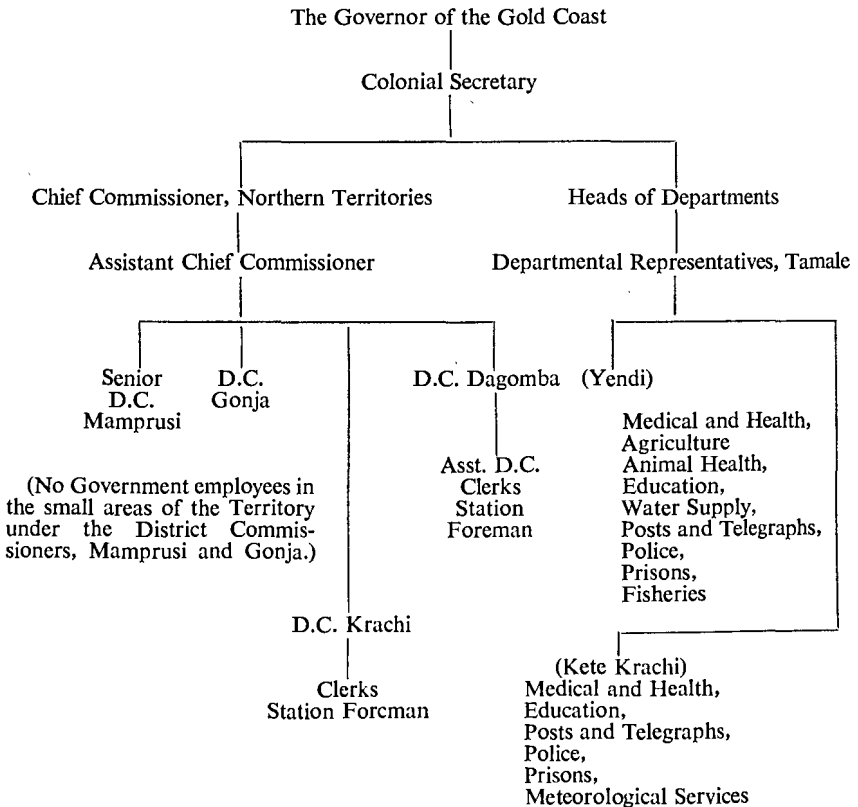 The Governor of the Gold Coast
Colonial Secretary
Chief Commissioner, Northern Territories
Heads of Departments
Assistant Chief Commissioner
Departmental Representatives, Tamale
Senior
D.C.
Mamprusi
D.C.
Gonja
D.C. Dagomba
(Yendi)
(No Government employees in
the small areas of the Territory
under the District Commis-
sioners, Mamprusi and Gonja.)
Asst. D.C.
Clerks
Station
Foreman
Medical and Health,
Agriculture
Animal Health,
Education,
Water Supply,
Posts and Telegraphs,
Police,
Prisons,
Fisheries
D.C. Krachi
Clerks
Station Foreman
(Kete Krachi)
Medical and Health,
Education,
Posts and Telegraphs,
Police,
Prisons,
Meteorological Services